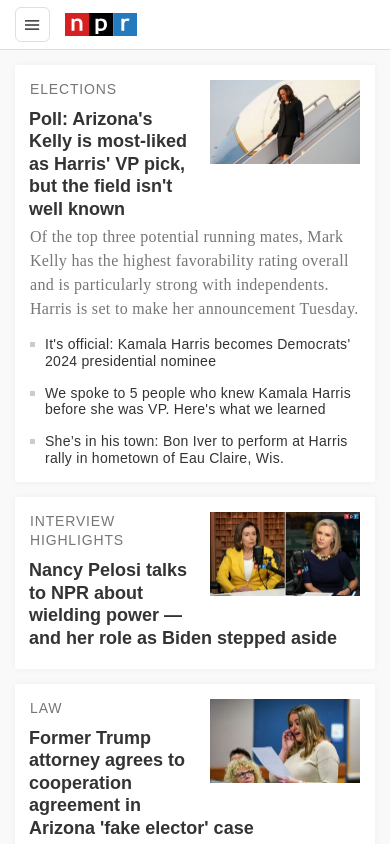 npr
ELECTIONS
Poll: Arizona's
Kelly is most-liked
as Harris' VP pick,
but the field isn't
well known
Of the top three potential running mates, Mark
Kelly has the highest favorability rating overall
and is particularly strong with independents.
Harris is set to make her announcement Tuesday.
It's official: Kamala Harris becomes Democrats'
2024 presidential nominee
We spoke to 5 people who knew Kamala Harris
before she was VP. Here's what we learned
She's in his town: Bon Iver to perform at Harris
rally in hometown of Eau Claire, Wis.
INTERVIEW
HIGHLIGHTS
Nancy Pelosi talks
to NPR about
wielding power —
and her role as Biden stepped aside
npr
LAW
Former Trump
attorney agrees to
cooperation
agreement in
Arizona 'fake elector' case